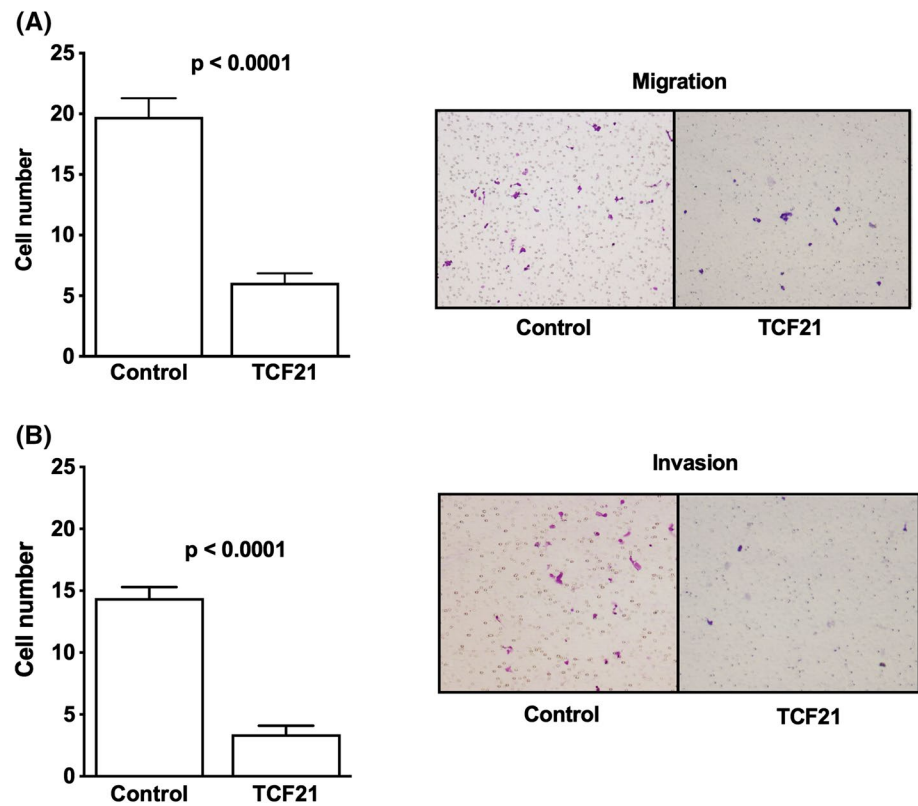 (A)
25
20
15
10
5
0
Cell number
p < 0.0001
Control TCF21
Migration
Control TCF21
(B)
25
20
15
10
5
0
Cell number
p < 0.0001
Control TCF21
Invasion
Control TCF21